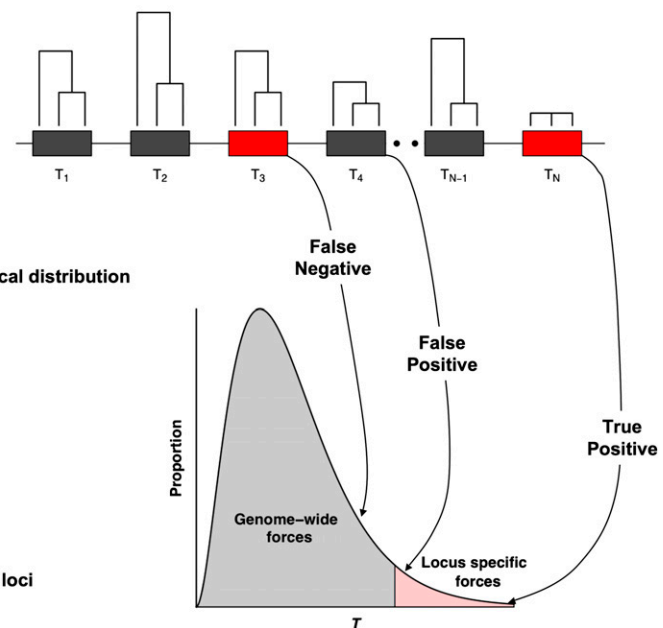 T1
T2
T3
T4
TN−1
TN
False
Negative
cal distribution
False
Positive
True
Positive
Proportion
Genome−wide
forces
Locus specific
forces
loci
T